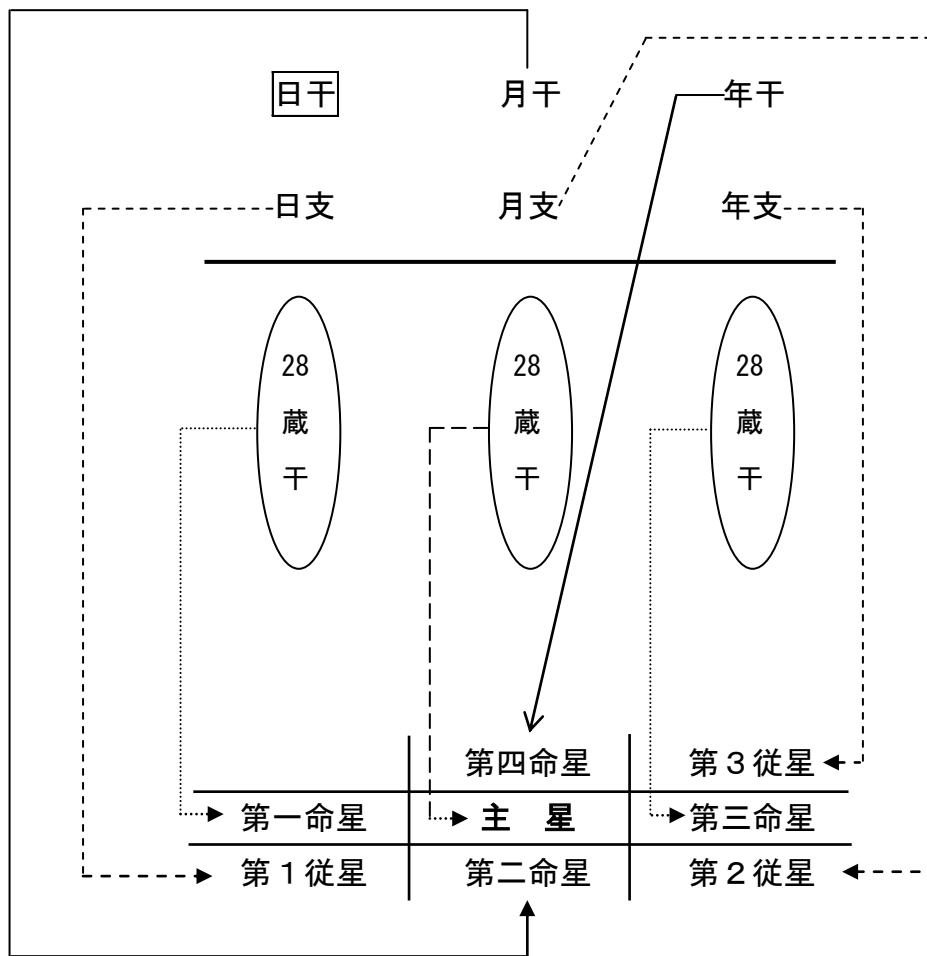 日干 月干 年干
日支 月支 年支
28 28 28
蔵 蔵 蔵
干 干 干
第四命星 第３従星
第一命星 主　星 第三命星
第１従星 第二命星 第２従星